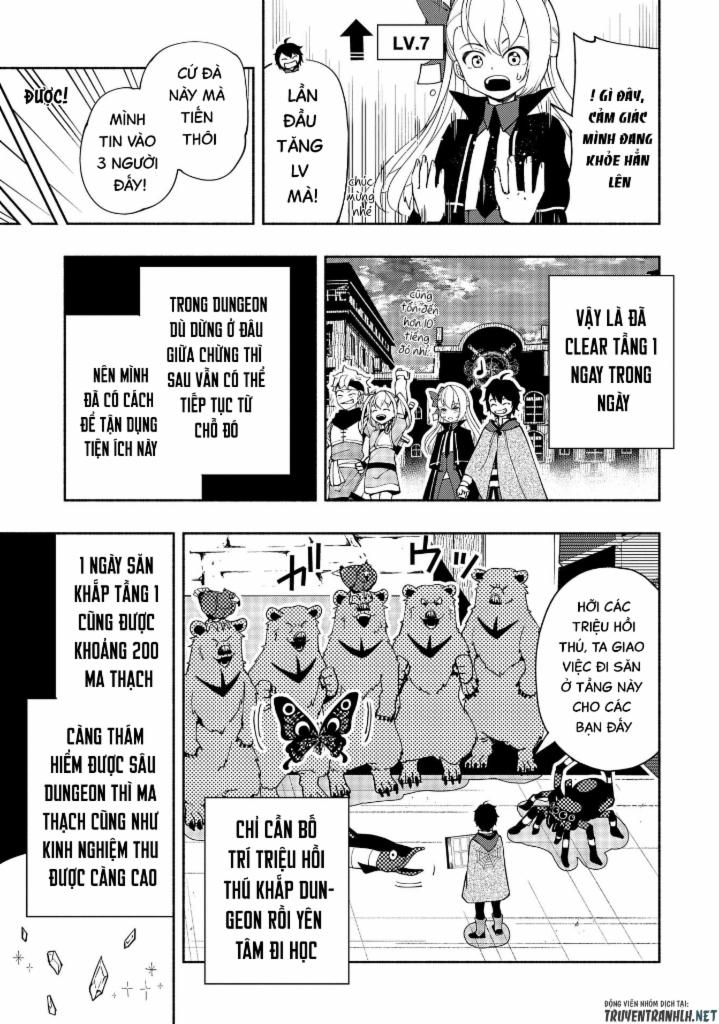 ! GÌ ĐÂY,
CẢM GIÁC
MÌNH ĐANG
KHỎE HẲN
LÊN
LV.7
LẦN
ĐẦU
TĂNG
LV
MÀ!
chúc
mừng
nhé
CỨ ĐÀ
NÀY MÀ
TIẾN
THÔI
MÌNH
TIN VÀO
3 NGƯỜI
ĐẤY!
ĐƯỢC!
VẬY LÀ ĐÃ
CLEAR TẦNG 1
NGAY TRONG
NGÀY
cũng
tốn đến
hơn 10
tiếng
đó nhỉ...
TRONG DUNGEON
DÙ DỪNG Ở ĐÂU
GIỮA CHỪNG THÌ
SAU VẪN CÓ THỂ
TIẾP TỤC TỪ
CHỖ ĐÓ
NÊN MÌNH
ĐÃ CÓ CÁCH
ĐỂ TẬN DỤNG
TIỆN ÍCH NÀY
HỠI CÁC
TRIỆU HỒI
THÚ, TA GIAO
VIỆC ĐI SĂN
Ở TẦNG NÀY
CHO CÁC
BẠN ĐẤY
ガウッ
CHỈ CẦN BỐ
TRÍ TRIỆU HỒI
THÚ KHẮP DUN-
GEON RỒI YÊN
TÂM ĐI HỌC
1 NGÀY SĂN
KHẮP TẦNG 1
CŨNG ĐƯỢC
KHOẢNG 200
MA THẠCH
CÀNG THÁM
HIỂM ĐƯỢC SÂU
DUNGEON THÌ MA
THẠCH CŨNG NHƯ
KINH NGHIỆM THU
ĐƯỢC CÀNG CAO
ĐỘNG VIÊN NHÓM DỊCH TẠI:
TRUYENTRANHLH.NET